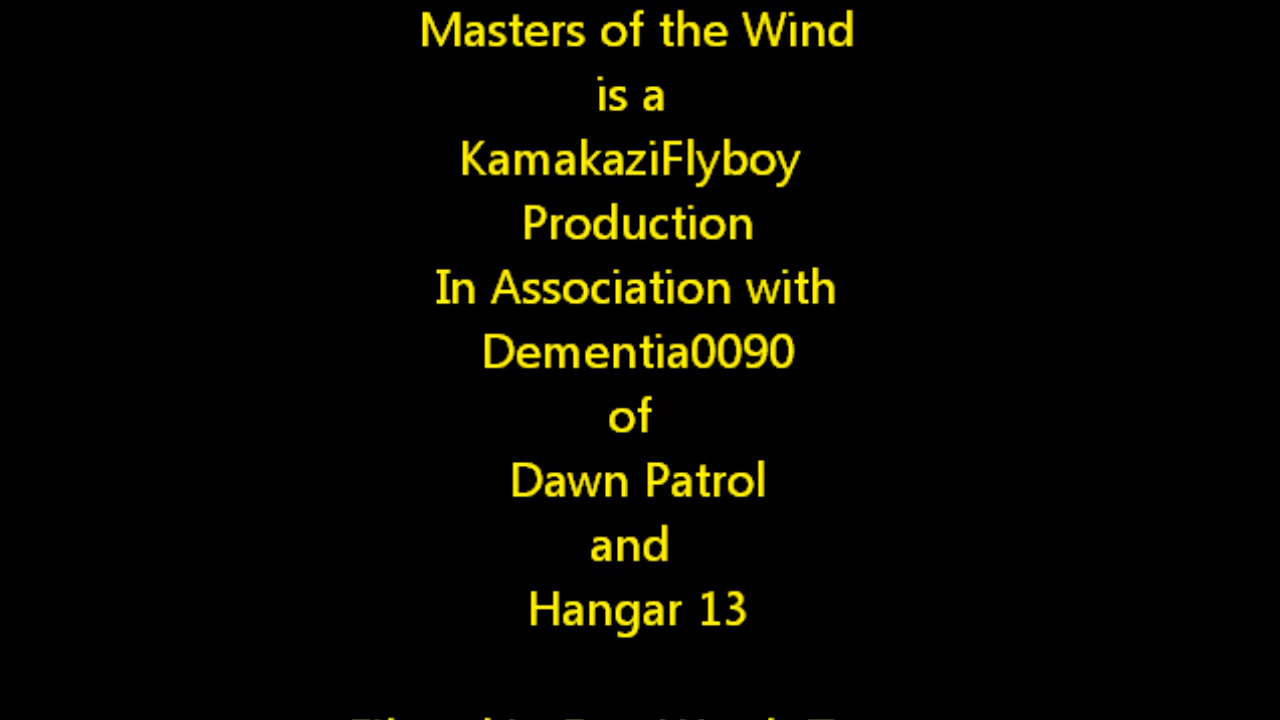 Masters of the Wind
is a
KamakaziFlyboy
Production
In Association with
Dementia0090
of
Dawn Patrol
and
Hangar 13